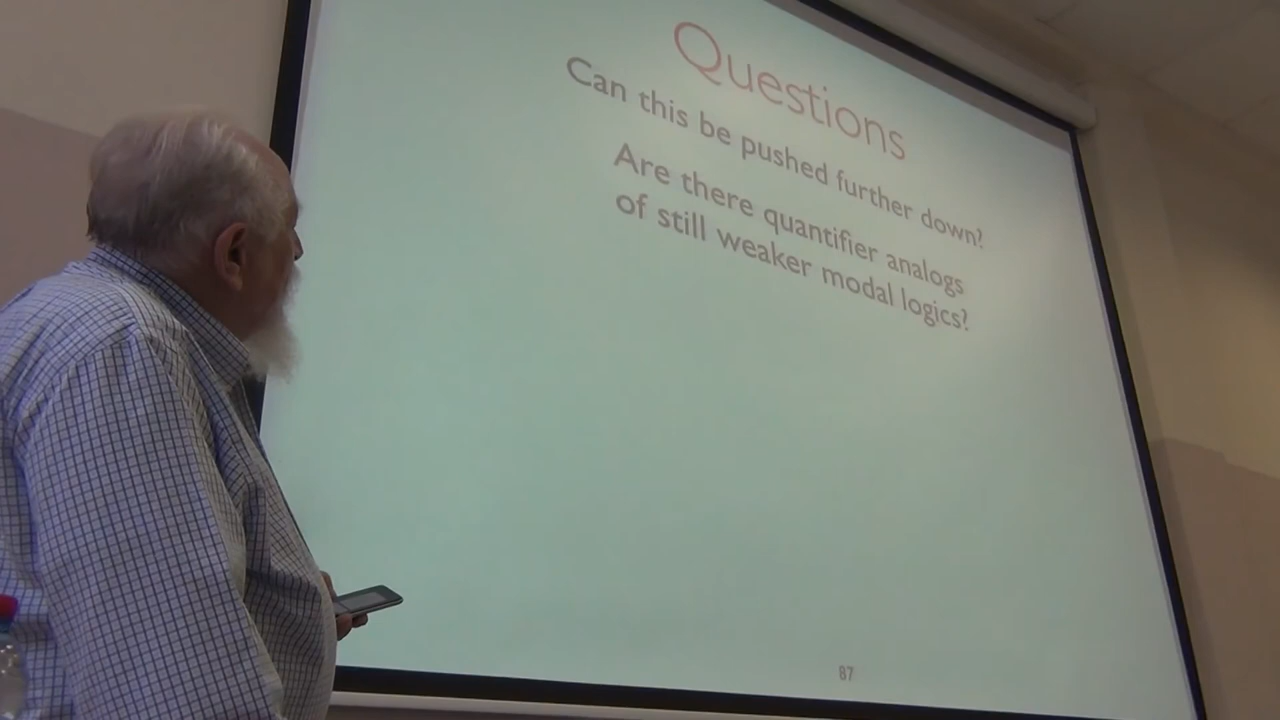 Questions
Can this be pushed further down?
Are there quantifier analogs
of still weaker modal logics?
87